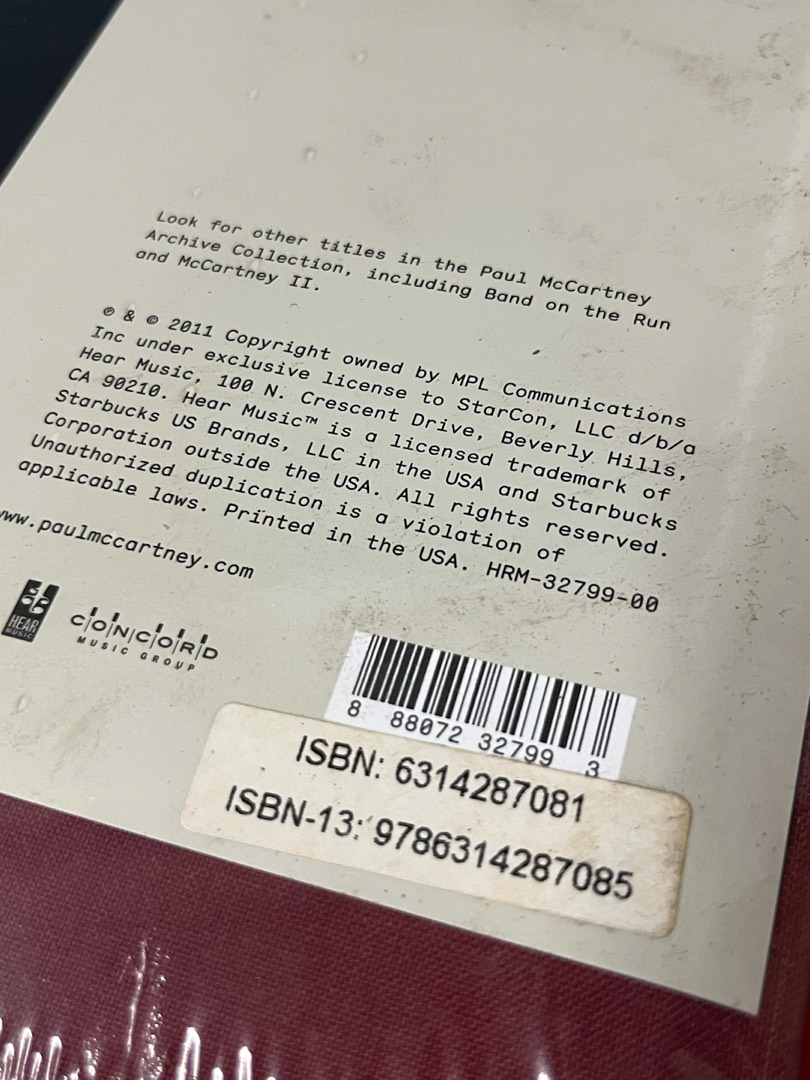 Look for other titles in the Paul McCartney
Archive Collection, including Band on the Run
and McCartney II.
℗ & © 2011 Copyright owned by MPL Communications
Inc under exclusive license to StarCon, LLC d/b/a
Hear Music, 100 N. Crescent Drive, Beverly Hills,
CA 90210. Hear Music™ is a licensed trademark of
Starbucks US Brands, LLC in the USA and Starbucks
Corporation outside the USA. All rights reserved.
Unauthorized duplication is a violation of
applicable laws. Printed in the USA. HRM-32799-00
www.paulmccartney.com
HEAR
MUSIC
CONCORD
MUSIC GROUP
8 88072 32799 3
ISBN: 6314287081
ISBN-13: 9786314287085